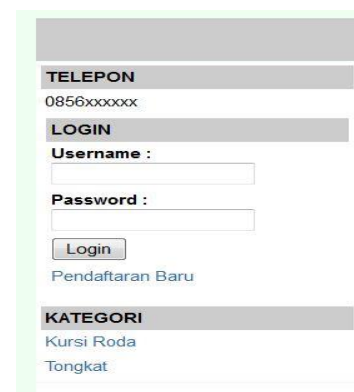 TELEPON
0856xxxxxx
LOGIN
Username :
Password :
Login
Pendaftaran Baru
KATEGORI
Kursi Roda
Tongkat